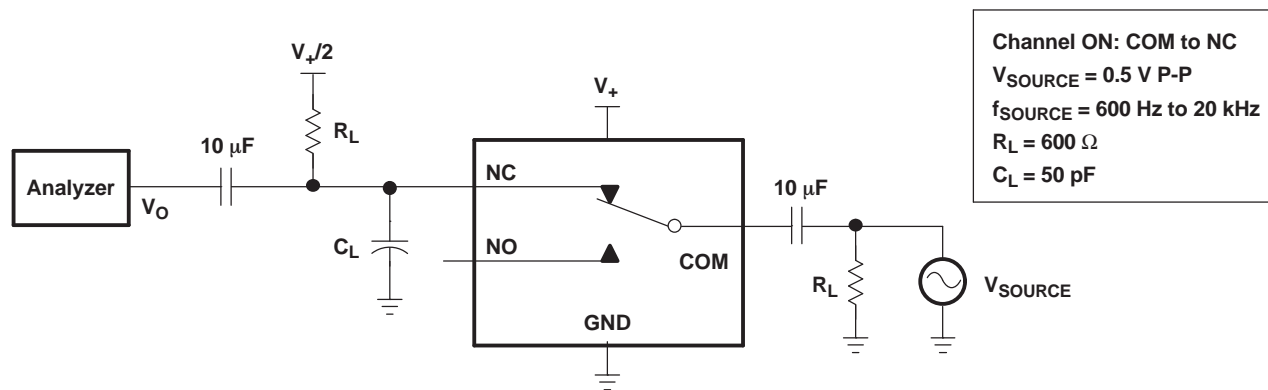 V+/2
RL
10 μF
Analyzer
VO
CL
V+
NC
NO
COM
GND
10 μF
RL
VSOURCE
Channel ON: COM to NC
VSOURCE = 0.5 V P-P
fSOURCE = 600 Hz to 20 kHz
RL = 600 Ω
CL = 50 pF